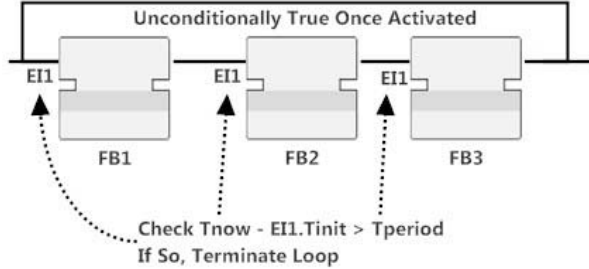 Unconditionally True Once Activated
EI1 EI1 EI1
FB1 FB2 FB3
Check Tnow - EI1.Tinit > Tperiod
If So, Terminate Loop